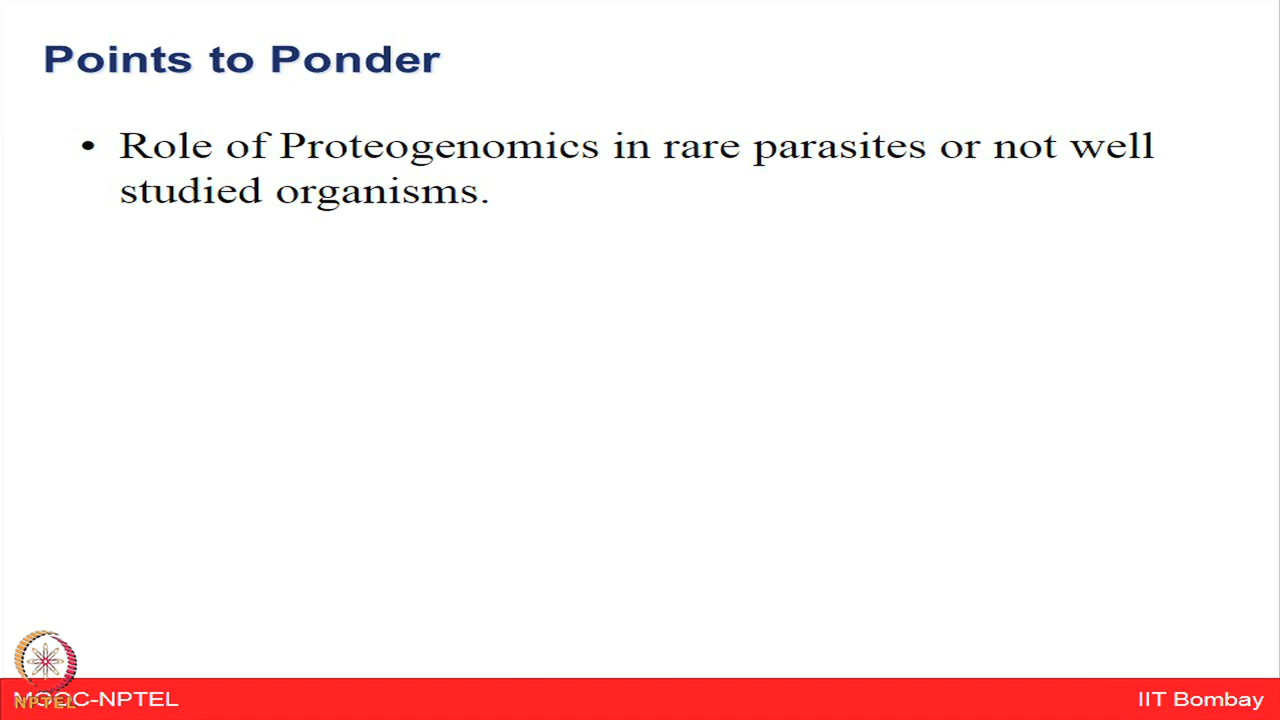 Points to Ponder
• Role of Proteogenomics in rare parasites or not well
studied organisms.
MOOC-NPTEL
NPTEL
IIT Bombay